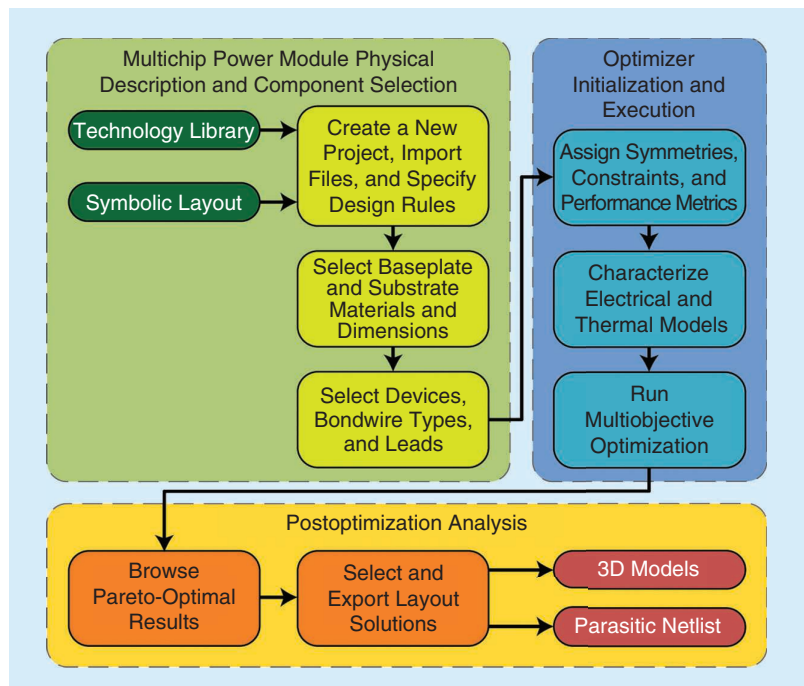 Multichip Power Module Physical
Description and Component Selection
Technology Library
Symbolic Layout
Create a New
Project, Import
Files, and Specify
Design Rules
Select Baseplate
and Substrate
Materials and
Dimensions
Select Devices,
Bondwire Types,
and Leads
Optimizer
Initialization and
Execution
Assign Symmetries,
Constraints, and
Performance Metrics
Characterize
Electrical and
Thermal Models
Run
Multiobjective
Optimization
Postoptimization Analysis
Browse
Pareto-Optimal
Results
Select and
Export Layout
Solutions
3D Models
Parasitic Netlist